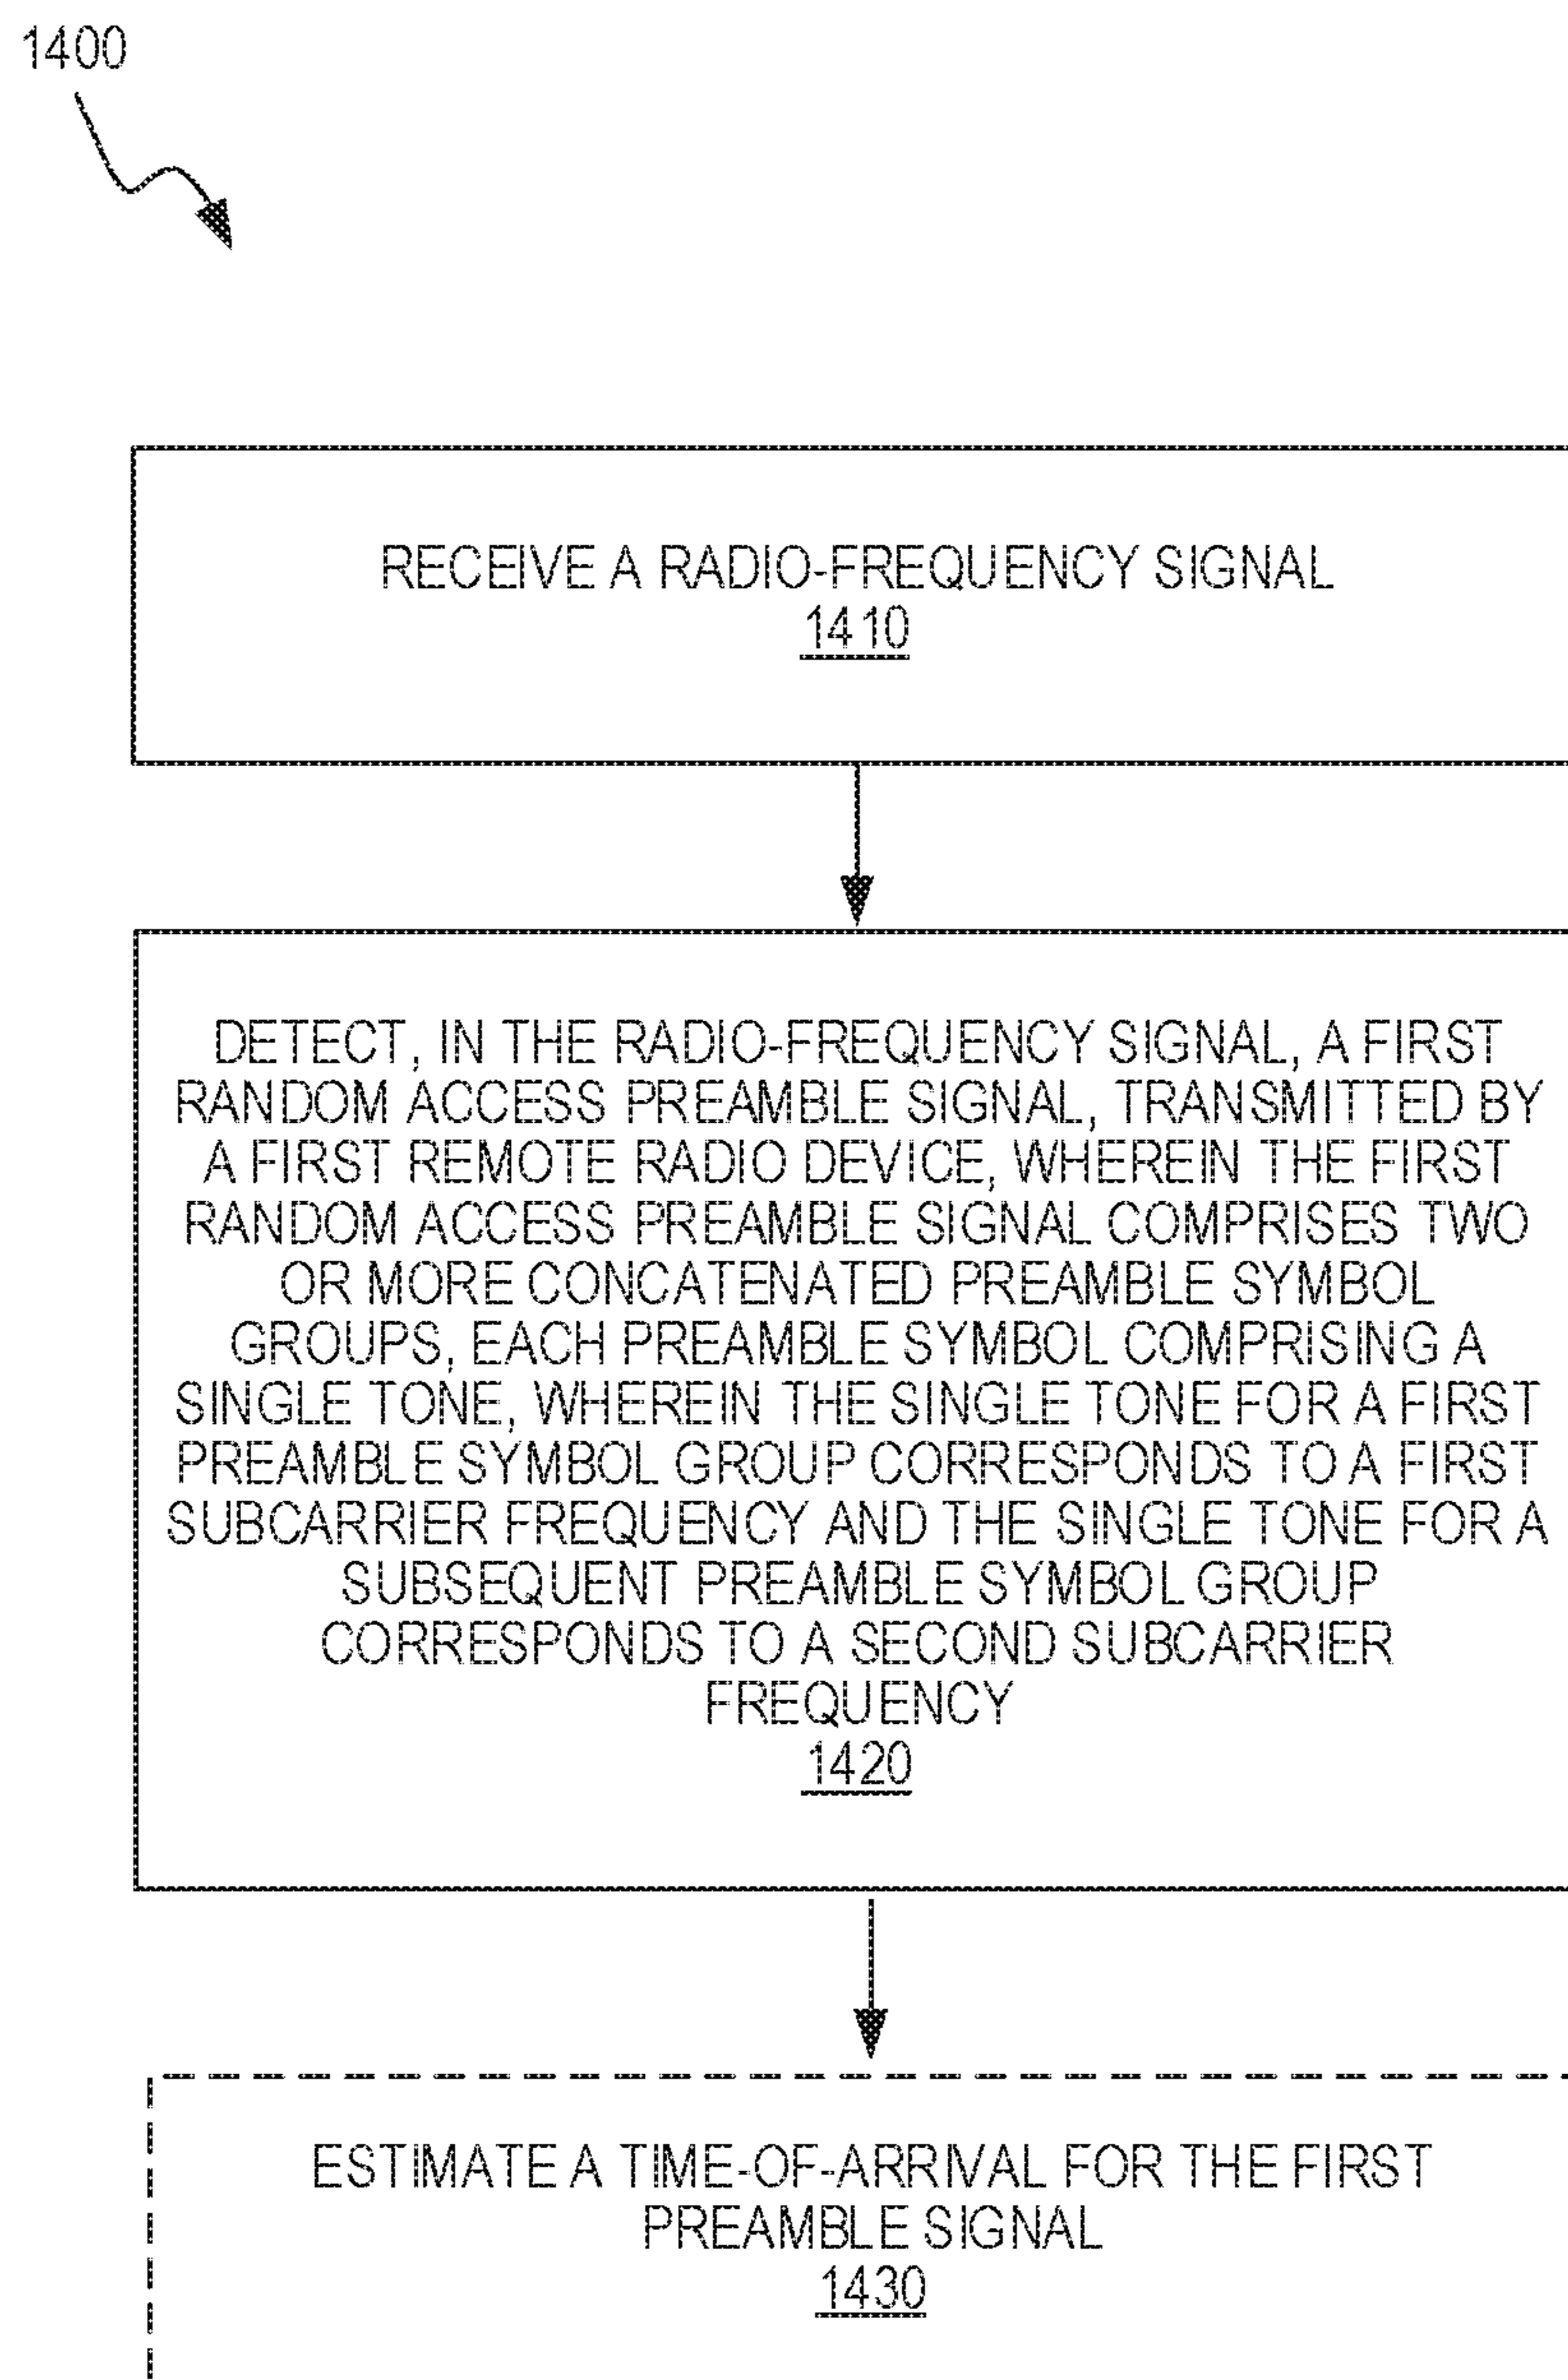 1400
RECEIVE A RADIO-FREQUENCY SIGNAL
1410
DETECT, IN THE RADIO-FREQUENCY SIGNAL, A FIRST
RANDOM ACCESS PREAMBLE SIGNAL, TRANSMITTED BY
A FIRST REMOTE RADIO DEVICE, WHEREIN THE FIRST
RANDOM ACCESS PREAMBLE SIGNAL COMPRISES TWO
OR MORE CONCATENATED PREAMBLE SYMBOL
GROUPS, EACH PREAMBLE SYMBOL COMPRISING A
SINGLE TONE, WHEREIN THE SINGLE TONE FOR A FIRST
PREAMBLE SYMBOL GROUP CORRESPONDS TO A FIRST
SUBCARRIER FREQUENCY AND THE SINGLE TONE FOR A
SUBSEQUENT PREAMBLE SYMBOL GROUP
CORRESPONDS TO A SECOND SUBCARRIER
FREQUENCY
1420
ESTIMATE A TIME-OF-ARRIVAL FOR THE FIRST
PREAMBLE SIGNAL
1430